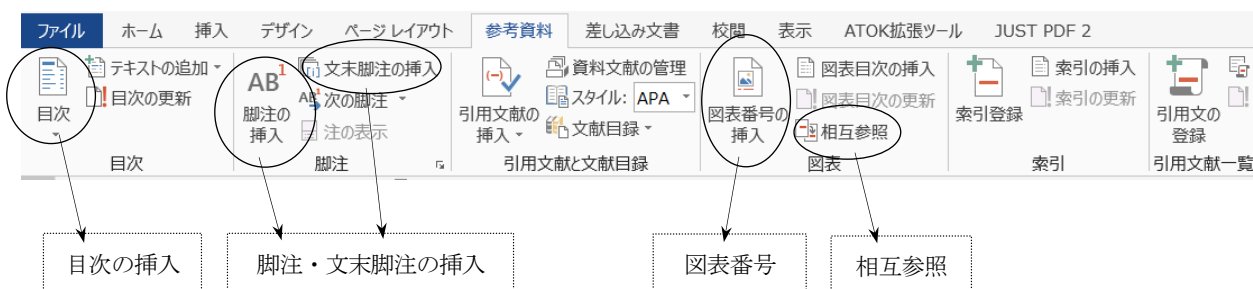 ファイル ホーム 挿入 デザイン ページ レイアウト 参考資料 差し込み文書 校閲 表示 ATOK拡張ツール JUST PDF 2
目次
テキストの追加
目次の更新
目次
AB1
脚注の
挿入
文末脚注の挿入
次の脚注
注の表示
脚注
引用文献の
挿入
資料文献の管理
スタイル: APA
文献目録
引用文献と文献目録
図表番号の
挿入
図表目次の挿入
図表目次の更新
相互参照
図表
索引登録
索引の挿入
索引の更新
索引
引用文の
登録
引用文献一覧
目次の挿入
脚注・文末脚注の挿入
図表番号
相互参照